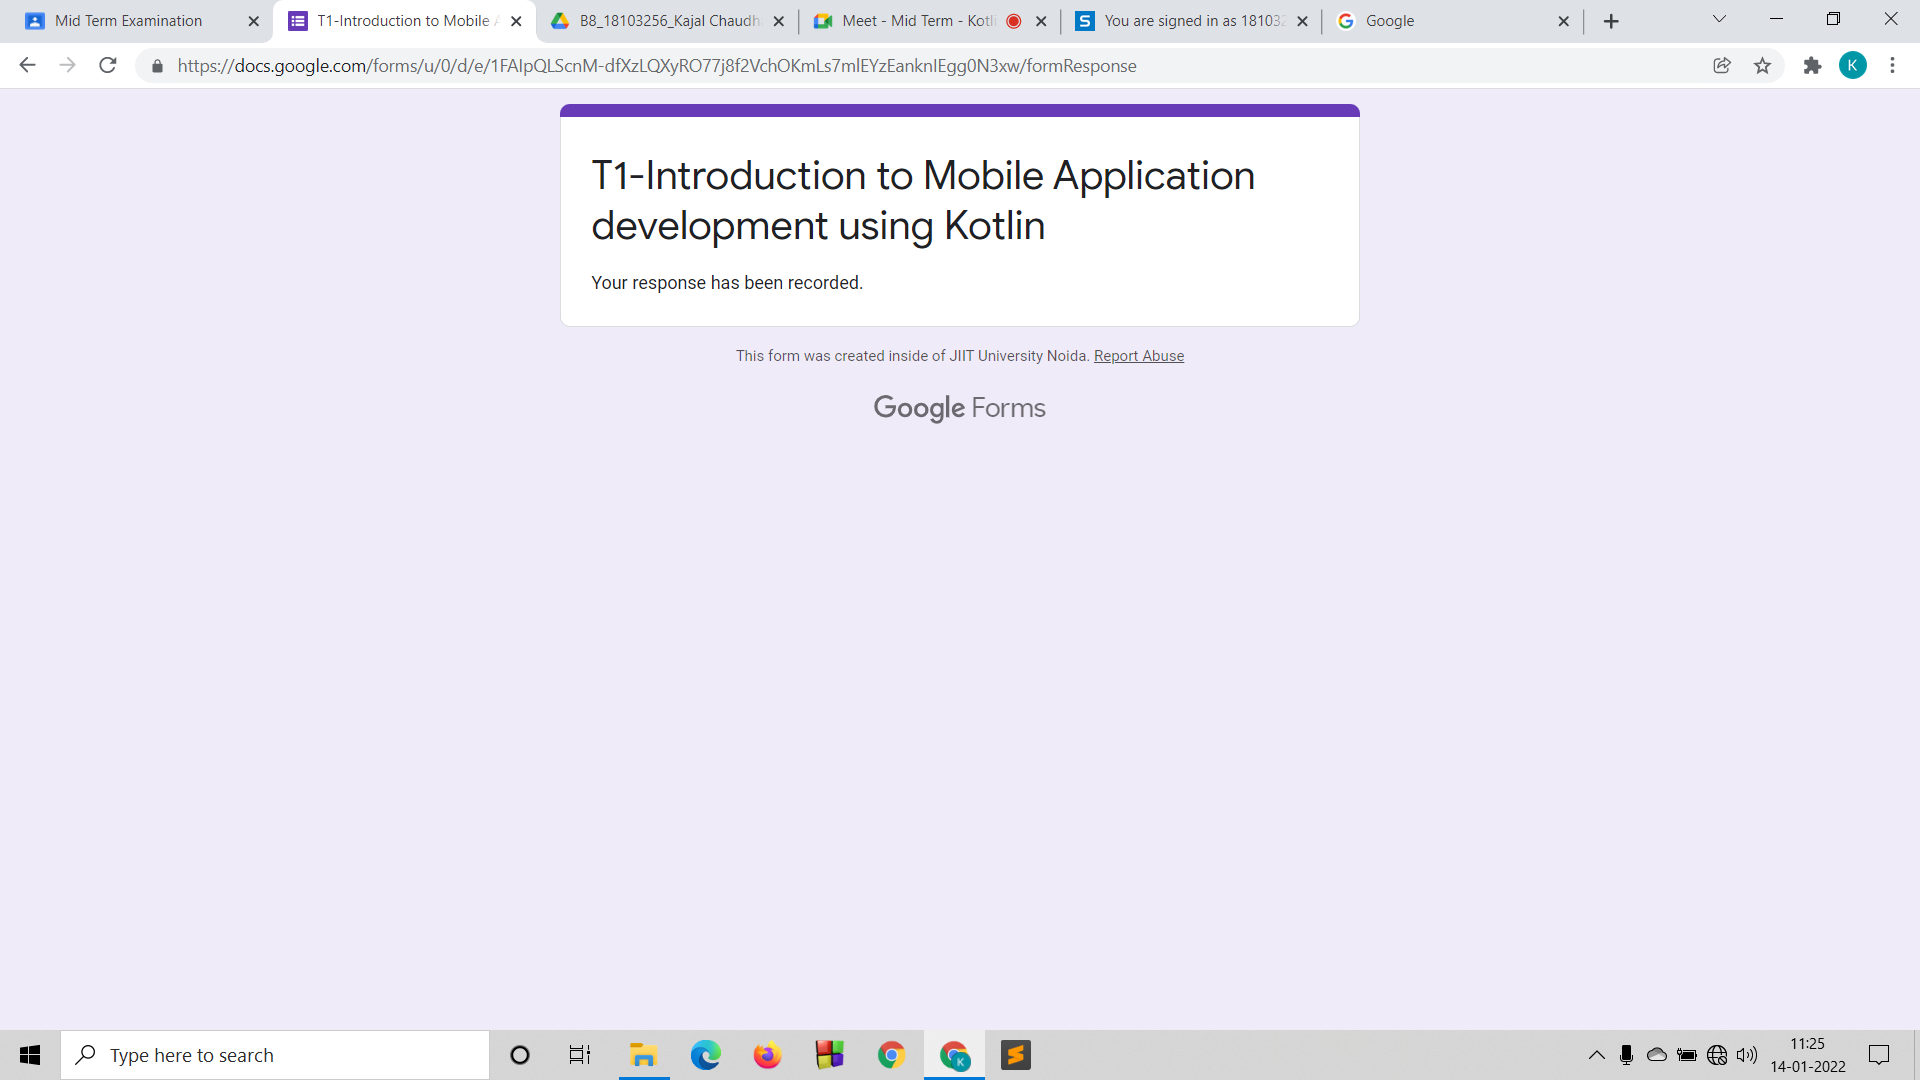 Mid Term Examination
T1-Introduction to Mobile
B8_18103256_Kajal
Meet - Mid Term -
You are signed in as
Google
https://docs.google.com/forms/u/0/d/e/1FAIpQLScnM-dfXzLQXyRO77j8f2VchOKmLs7mlEYzEanknIEgg0N3xw/formResponse
K
T1-Introduction to Mobile Application
development using Kotlin
Your response has been recorded.
This form was created inside of JIIT University Noida. Report Abuse
Google Forms
Type here to search
11:25
14-01-2022